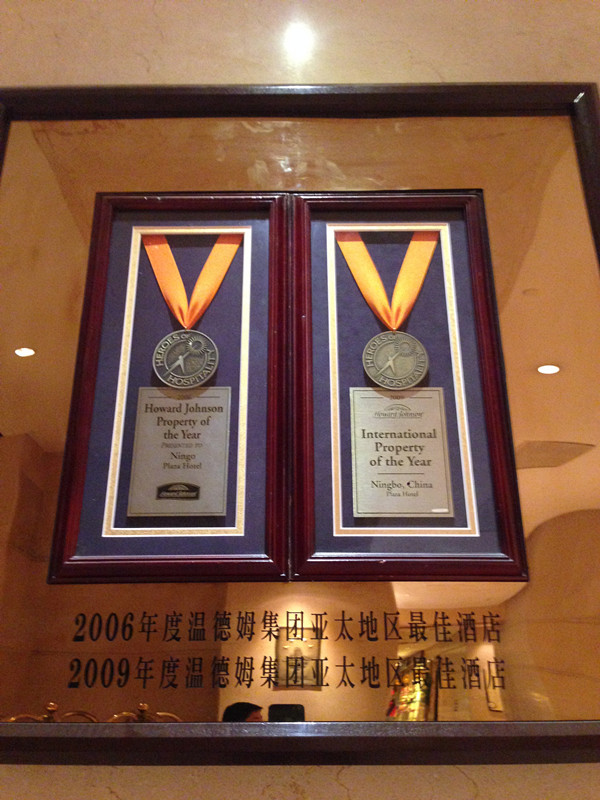 HEROES OF HOSPITALITY
Howard Johnson
Property of
the Year
PRESENTED TO
Ningo
Plaza Hotel
Howard Johnson
HEROES OF HOSPITALITY
Howard Johnson
International
Property
of the Year
Ningbo, China
Plaza Hotel
2006年度温德姆集团亚太地区最佳酒店
2009年度温德姆集团亚太地区最佳酒店